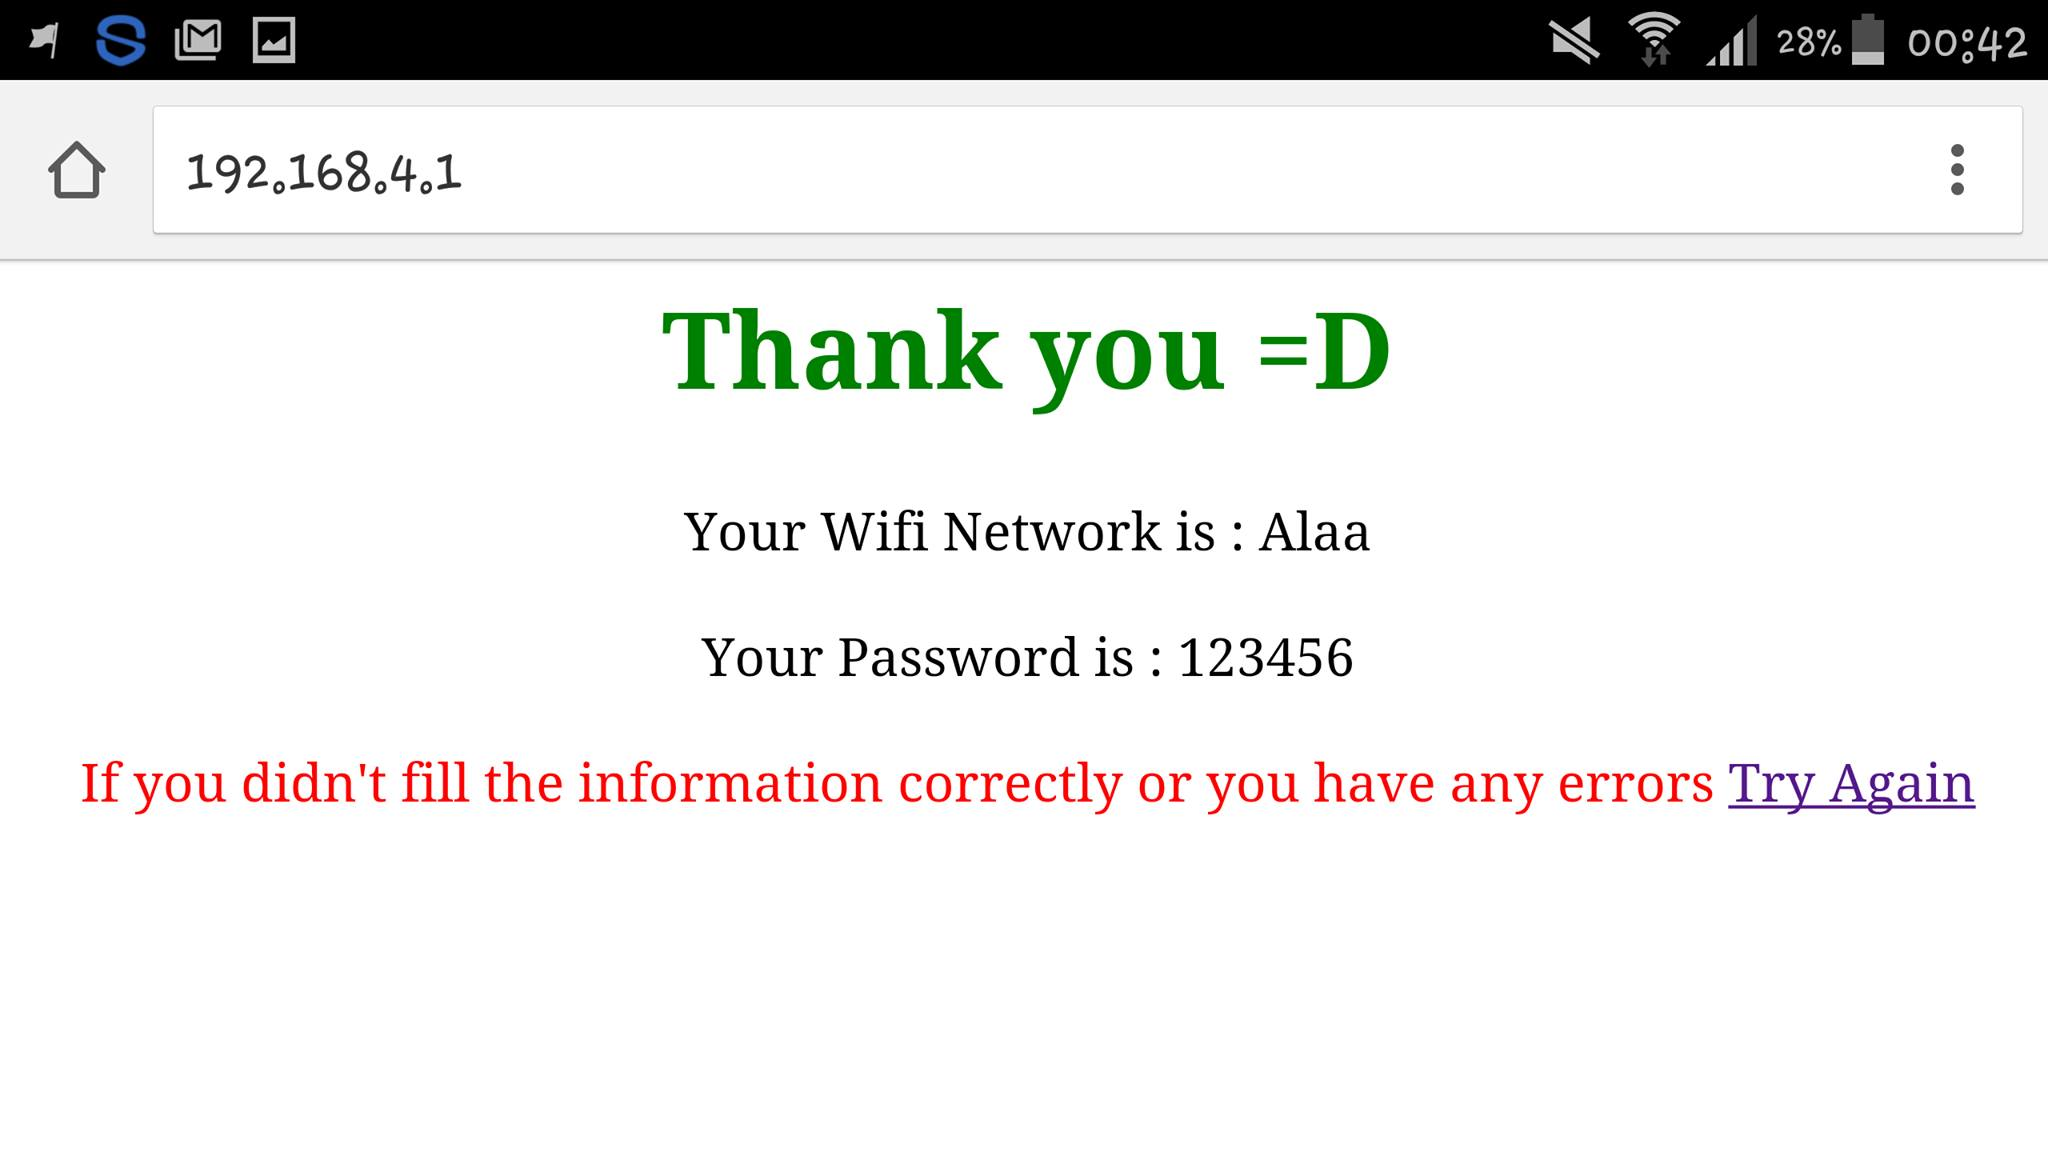 28% 00:42
192.168.4.1
Thank you =D
Your Wifi Network is : Alaa
Your Password is : 123456
If you didn't fill the information correctly or you have any errors Try Again